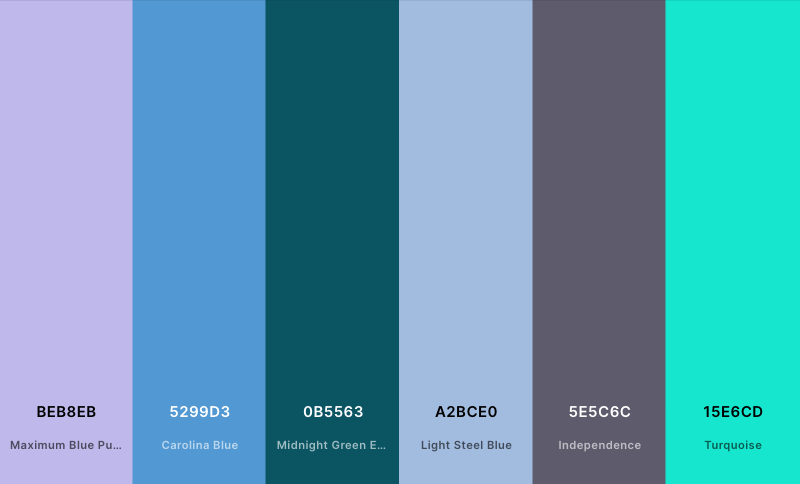 BEB8EB
Maximum Blue Pu...
5299D3
Carolina Blue
0B5563
Midnight Green E...
A2BCE0
Light Steel Blue
5E5C6C
Independence
15E6CD
Turquoise